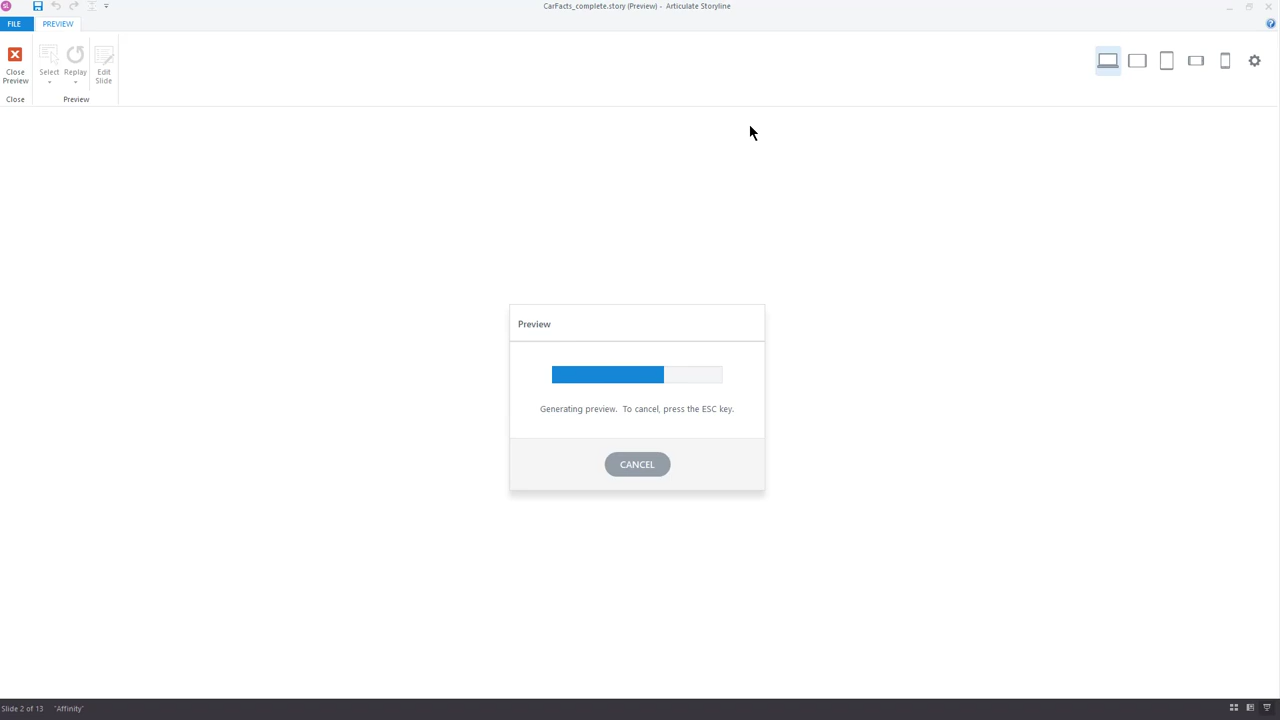 CarFacts_complete.story (Preview) - Articulate Storyline
FILE
PREVIEW
Close Preview
Select
Replay
Edit Slide
Close
Preview
Preview
Generating preview. To cancel, press the ESC key.
CANCEL
Slide 2 of 13
"Affinity"